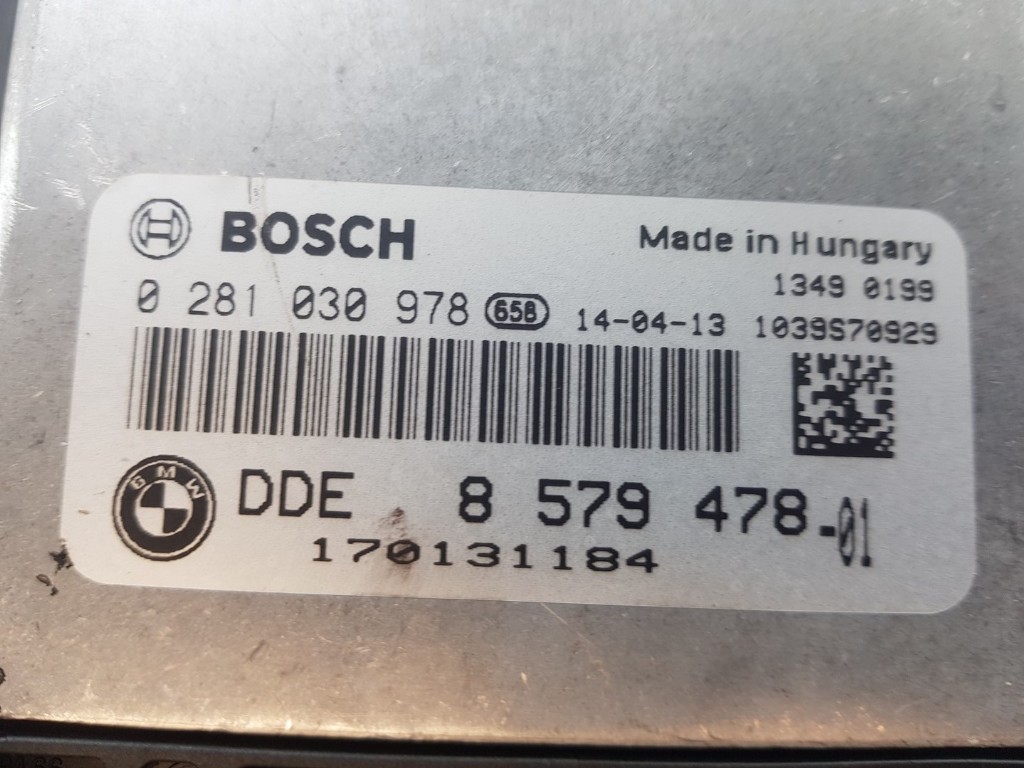 BOSCH Made in Hungary
1349 0199
0 281 030 978 658 14-04-13 1039S70929
BMW DDE 8 579 478-01
170131184